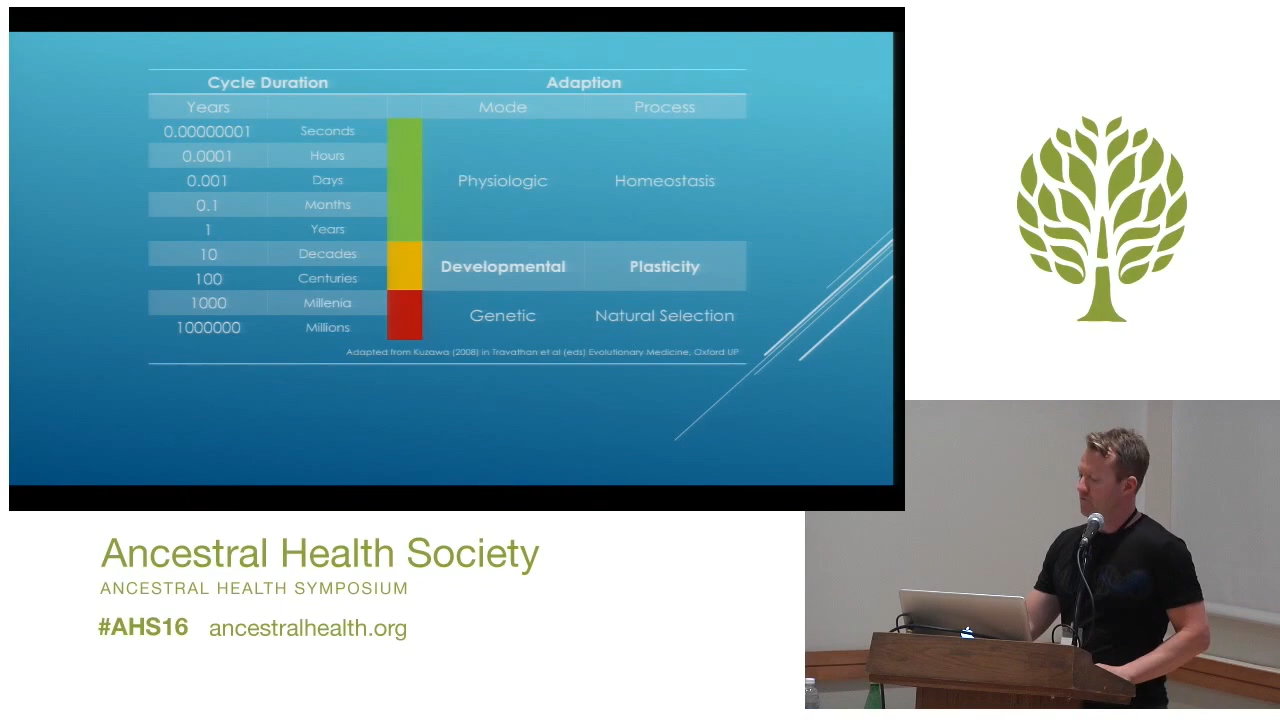 Cycle Duration Adaption
Years Mode Process
0.00000001 Seconds
0.0001 Hours
0.001 Days Physiologic Homeostasis
0.1 Months
1 Years
10 Decades
Developmental Plasticity
100 Centuries
1000 Millenia
Genetic Natural Selection
1000000 Millions
Adapted from Kuzawa (2008) in Travathan et al (eds) Evolutionary Medicine, Oxford UP
Ancestral Health Society
ANCESTRAL HEALTH SYMPOSIUM
#AHS16 ancestralhealth.org